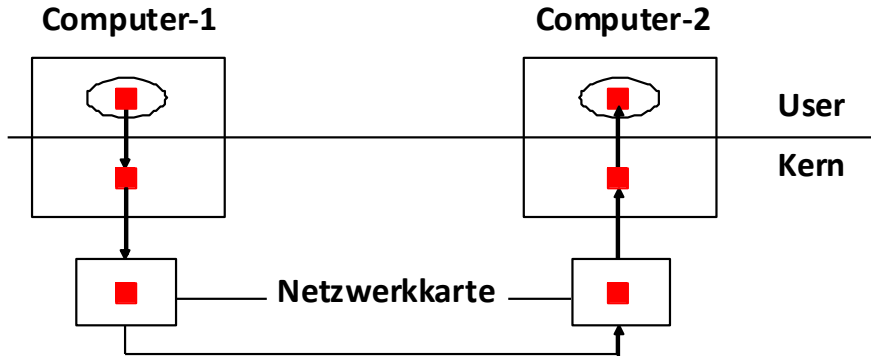 Computer-1
Computer-2
User
Kern
Netzwerkkarte